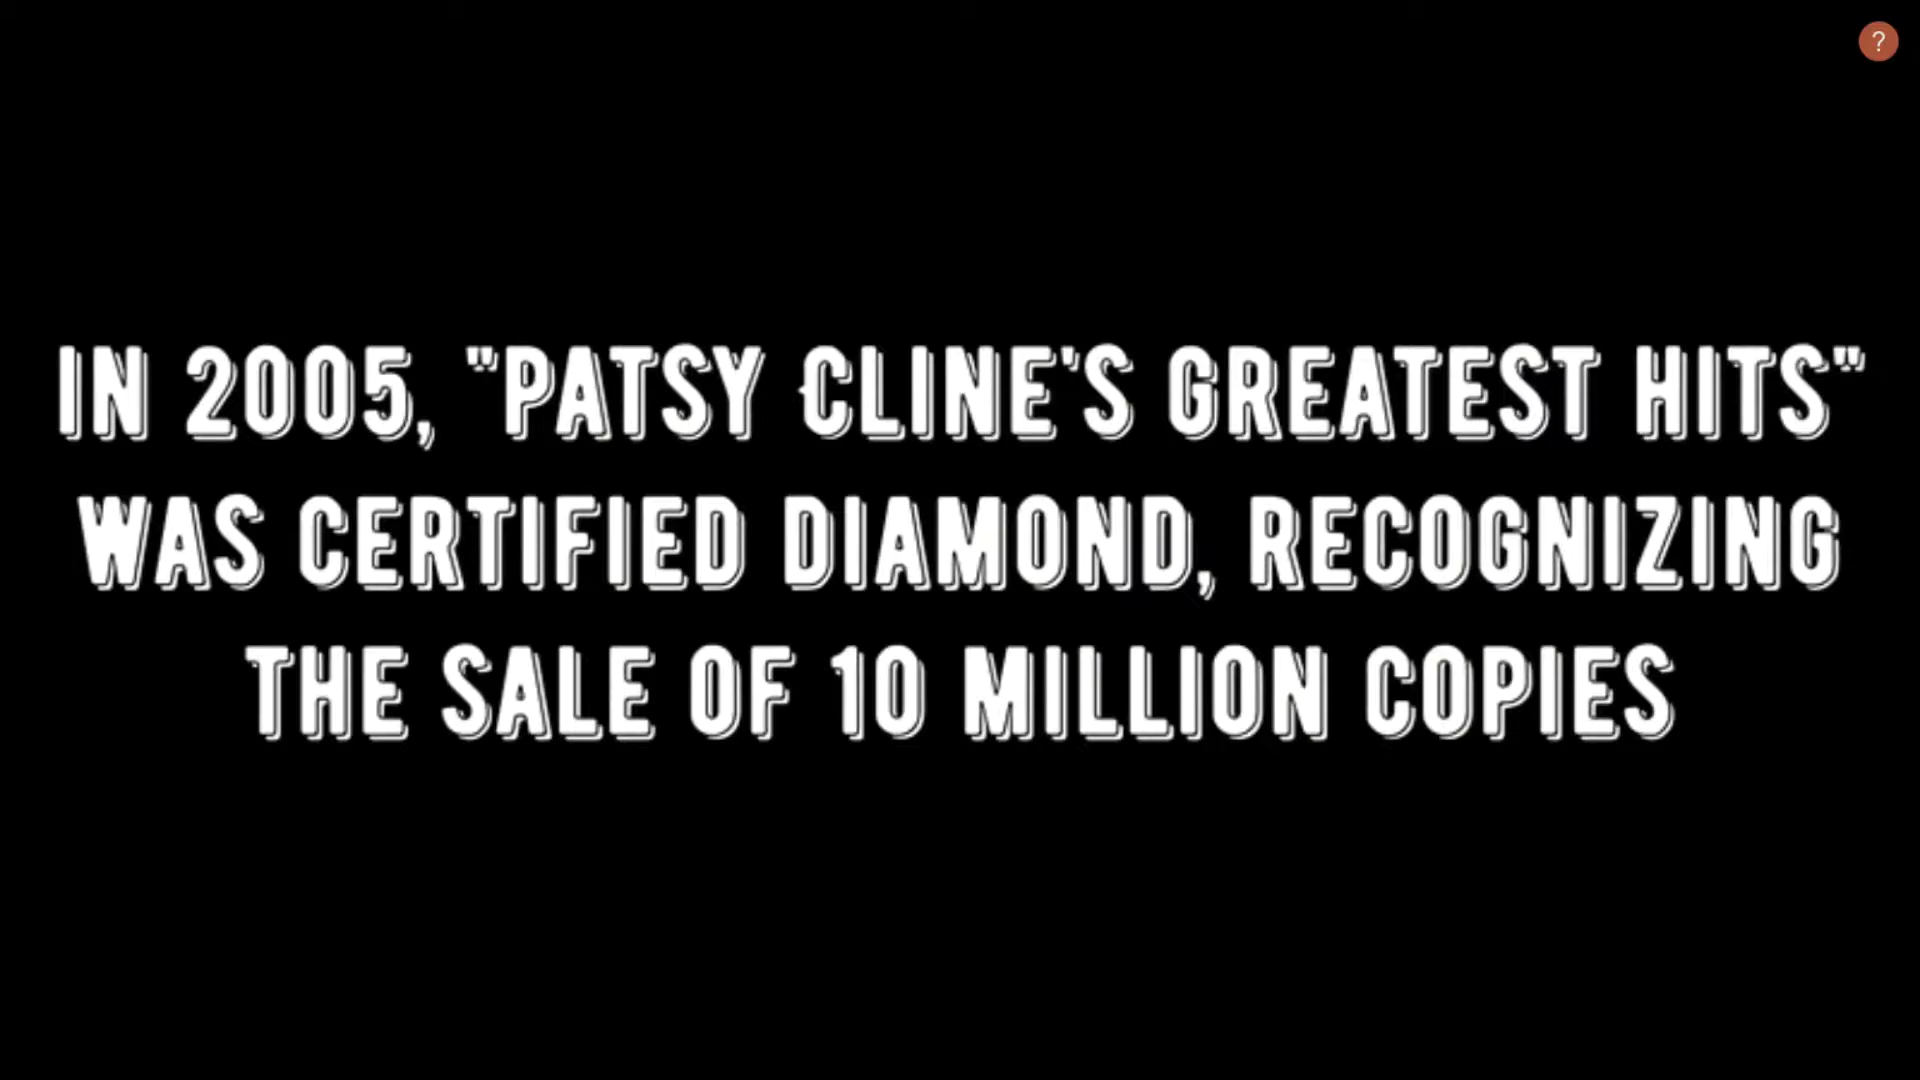 ?
IN 2005, "PATSY CLINE'S GREATEST HITS"
WAS CERTIFIED DIAMOND, RECOGNIZING
THE SALE OF 10 MILLION COPIES